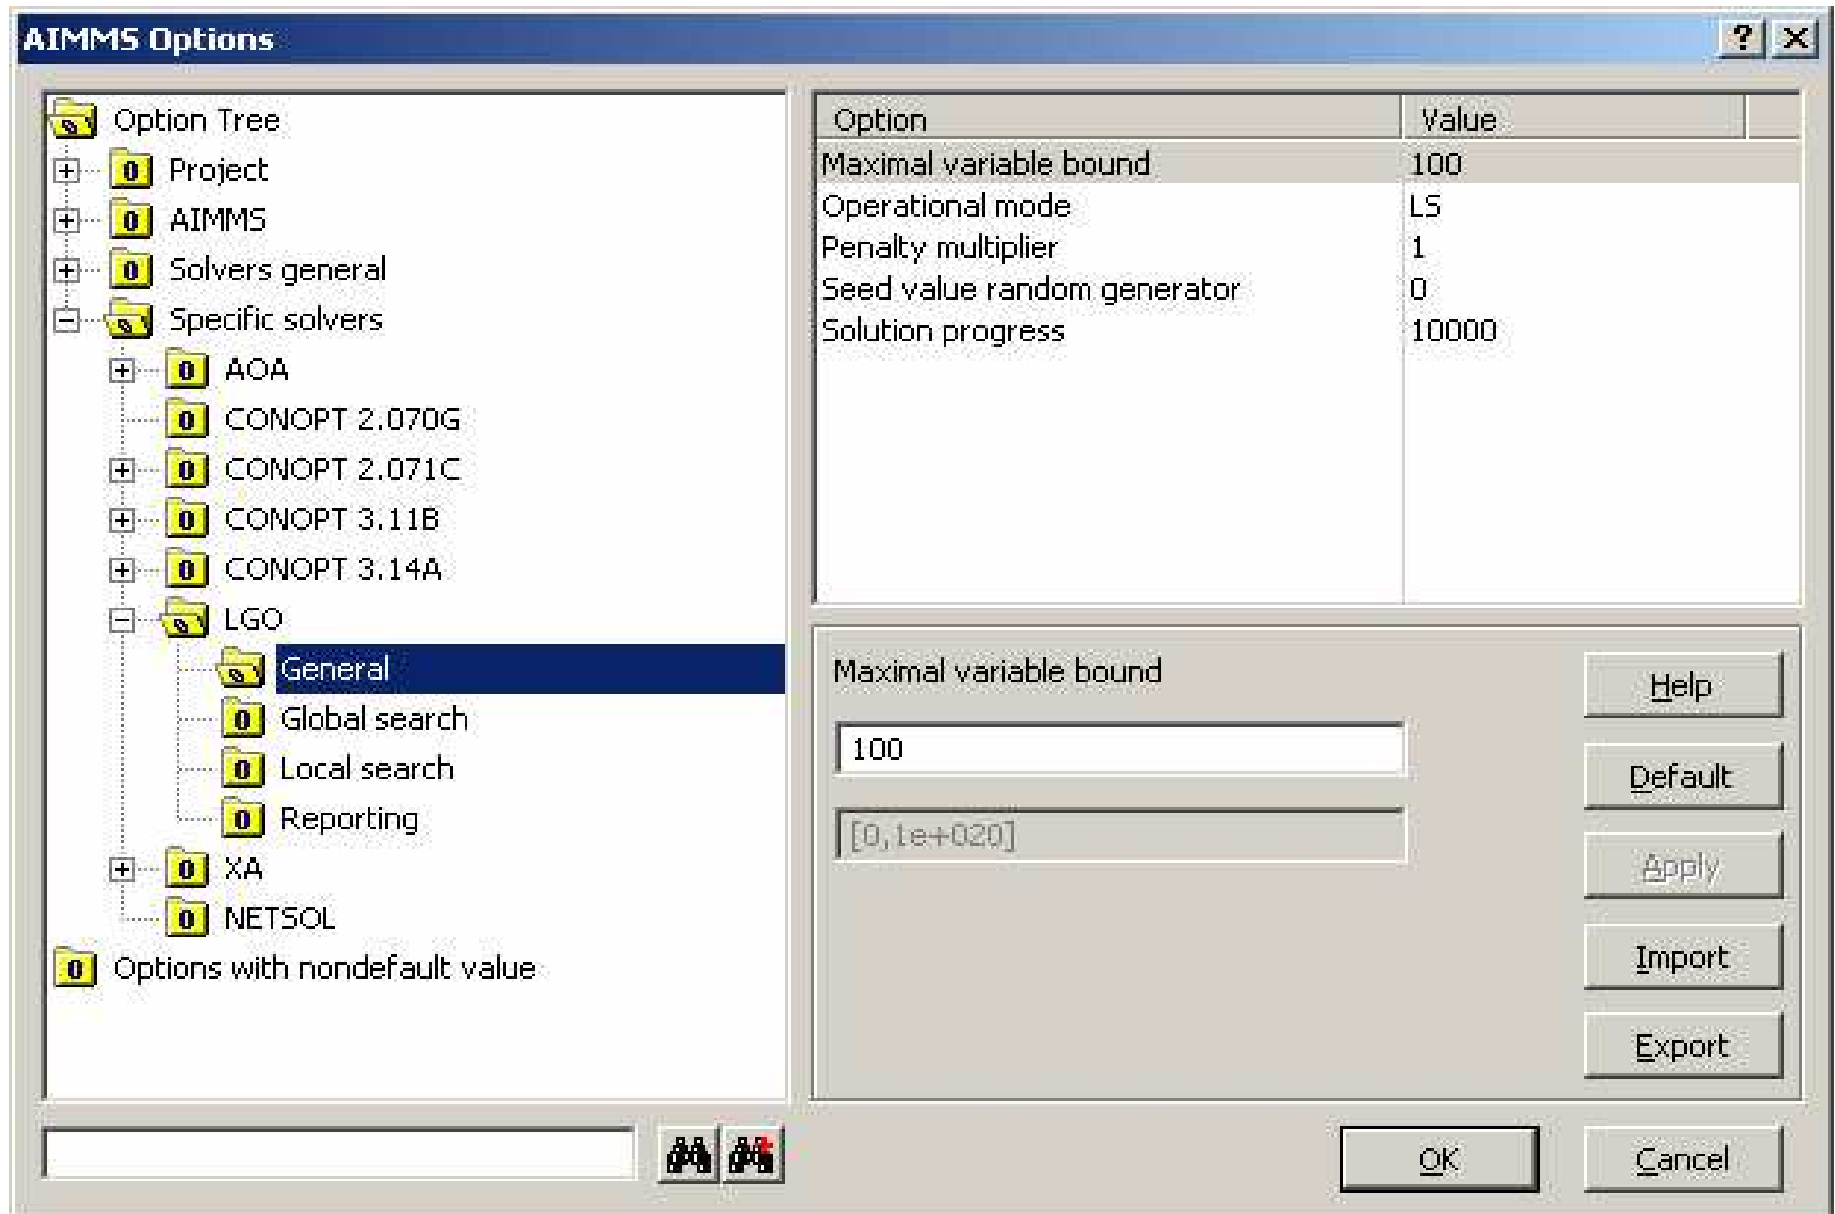 AIMMS Options
Option Tree
Project
AIMMS
Solvers general
Specific solvers
AOA
CONOPT 2.070G
CONOPT 2.071C
CONOPT 3.11B
CONOPT 3.14A
LGO
General
Global search
Local search
Reporting
XA
NETSOL
Options with nondefault value
Option Value
Maximal variable bound 100
Operational mode LS
Penalty multiplier 1
Seed value random generator 0
Solution progress 10000
Maximal variable bound
100
[0,1e+020]
Help
Default
Apply
Import
Export
OK
Cancel